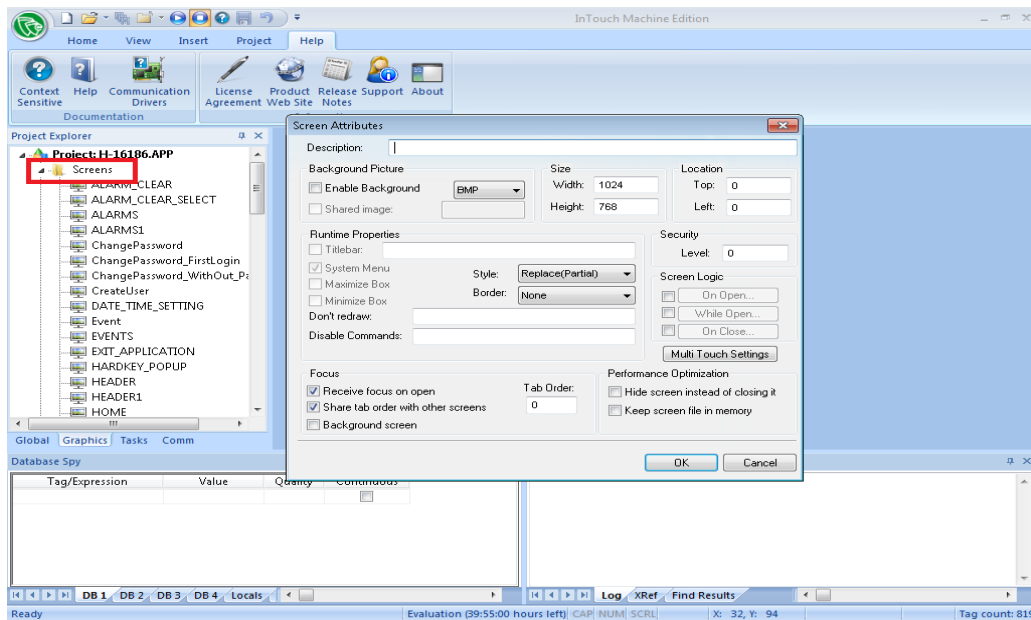 InTouch Machine Edition
Home View Insert Project Help
Context Sensitive
Help
Communication Drivers
License Agreement
Product Web Site
Release Notes
Support
About
Documentation
Project Explorer
Project: H-16186.APP
Screens
ALARM_CLEAR
ALARM_CLEAR_SELECT
ALARMS
ALARMS1
ChangePassword
ChangePassword_FirstLogin
ChangePassword_WithOut_Pa
CreateUser
DATE_TIME_SETTING
Event
EVENTS
EXIT_APPLICATION
HARDKEY_POPUP
HEADER
HEADER1
HOME
Global Graphics Tasks Comm
Screen Attributes
Description:
Background Picture
Enable Background BMP
Shared image:
Size
Width: 1024
Height: 768
Location
Top: 0
Left: 0
Runtime Properties
Titlebar:
System Menu
Maximize Box
Minimize Box
Style: Replace(Partial)
Border: None
Don't redraw:
Disable Commands:
Security
Level: 0
Screen Logic
On Open...
While Open...
On Close...
Multi Touch Settings
Focus
Receive focus on open
Share tab order with other screens
Background screen
Tab Order:
0
Performance Optimization
Hide screen instead of closing it
Keep screen file in memory
OK Cancel
Database Spy
Tag/Expression Value Quality Continuous
DB 1 DB 2 DB 3 DB 4 Locals
Log XRef Find Results
Ready Evaluation (39:55:00 hours left) CAP NUM SCRL X: 32, Y: 94 Tag count: 819